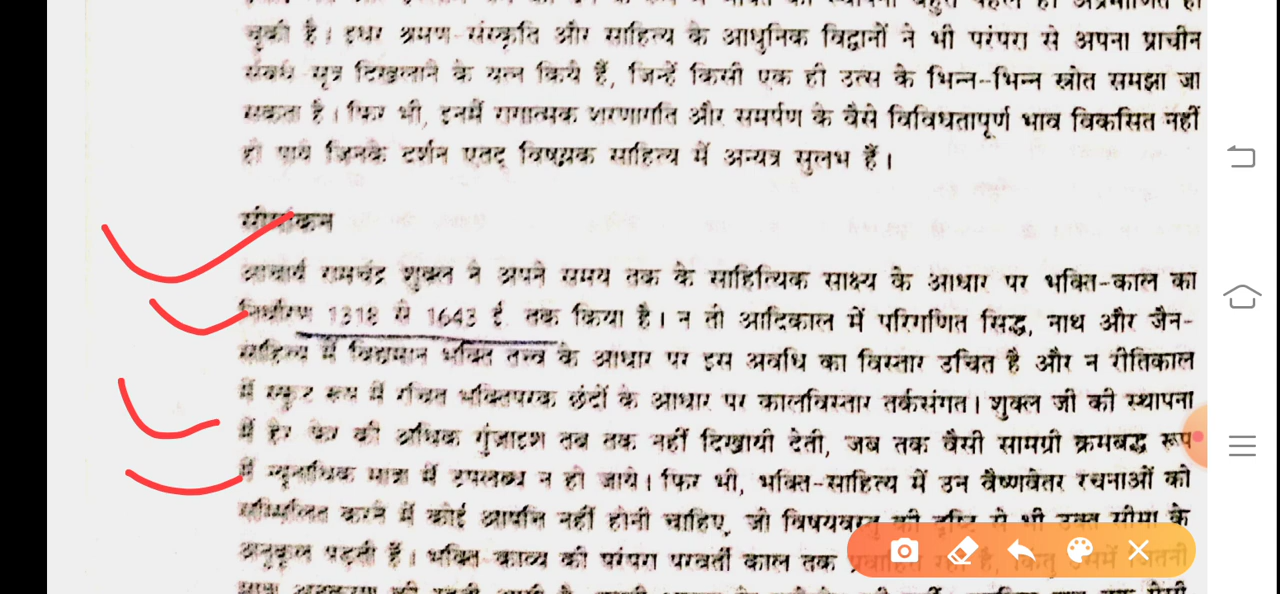 चुकी है। इधर श्रमण-संस्कृति और साहित्य के आधुनिक विद्वानों ने भी परंपरा से अपना प्राचीन
संबंध-सूत्र दिखलाने के यत्न किये हैं, जिन्हें किसी एक ही उत्स के भिन्न-भिन्न स्रोत समझा जा
सकता है। फिर भी, इनमें रागात्मक शरणागति और समर्पण के वैसे विविधतापूर्ण भाव विकसित नहीं
हो पाये जिनके दर्शन एतद् विषयक साहित्य में अन्यत्र सुलभ हैं।
सीमांकन
आचार्य रामचंद्र शुक्ल ने अपने समय तक के साहित्यिक साक्ष्य के आधार पर भक्ति-काल का
निर्धारण 1318 से 1643 ई. तक किया है। न तो आदिकाल में परिगणित सिद्ध, नाथ और जैन-
साहित्य में विद्यमान भक्ति तत्त्व के आधार पर इस अवधि का विस्तार उचित है और न रीतिकाल
में स्फुट रूप में रचित भक्तिपरक छंदों के आधार पर कालविस्तार तर्कसंगत। शुक्ल जी की स्थापना
में हेर फेर की अधिक गुंजाइश तब तक नहीं दिखायी देती, जब तक वैसी सामग्री क्रमबद्ध रूप
में न्यूनाधिक मात्रा में उपलब्ध न हो जाये। फिर भी, भक्ति-साहित्य में उन वैष्णवेतर रचनाओं को
सम्मिलित करने में कोई आपत्ति नहीं होनी चाहिए, जो विषयवस्तु की दृष्टि से भी उक्त सीमा के
अनुकूल पड़ती हैं। भक्ति-काव्य की परंपरा परवर्ती काल तक प्रवाहित रही है, किंतु उसमें जितनी